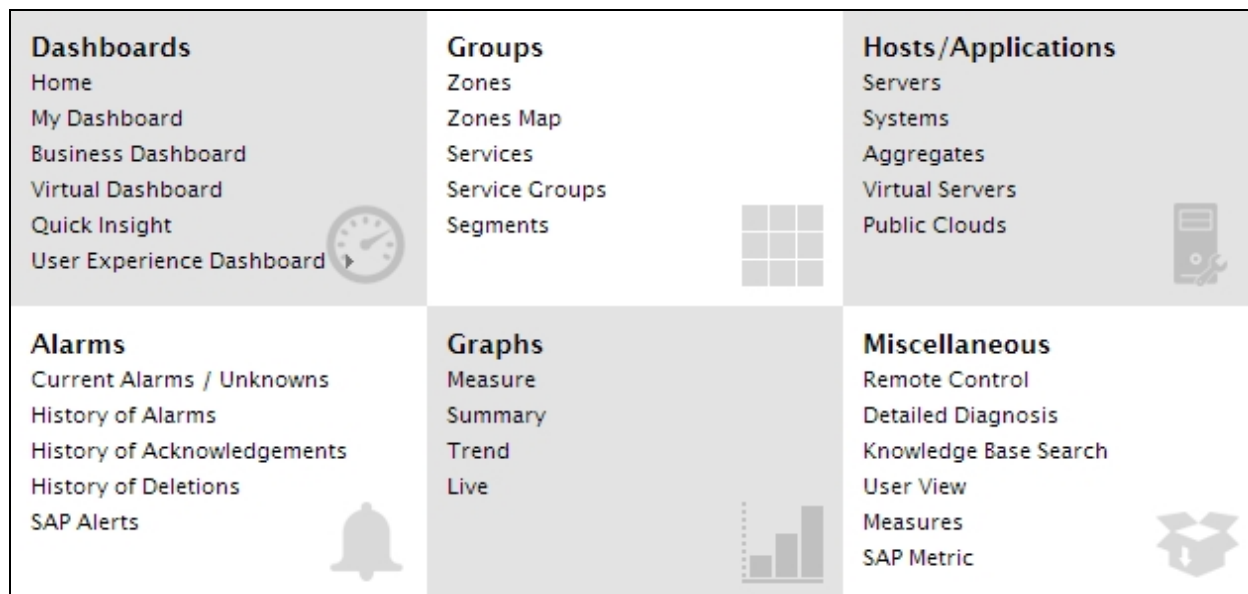 Dashboards
Home
My Dashboard
Business Dashboard
Virtual Dashboard
Quick Insight
User Experience Dashboard
Groups
Zones
Zones Map
Services
Service Groups
Segments
Hosts/Applications
Servers
Systems
Aggregates
Virtual Servers
Public Clouds
Alarms
Current Alarms / Unknowns
History of Alarms
History of Acknowledgements
History of Deletions
SAP Alerts
Graphs
Measure
Summary
Trend
Live
Miscellaneous
Remote Control
Detailed Diagnosis
Knowledge Base Search
User View
Measures
SAP Metric